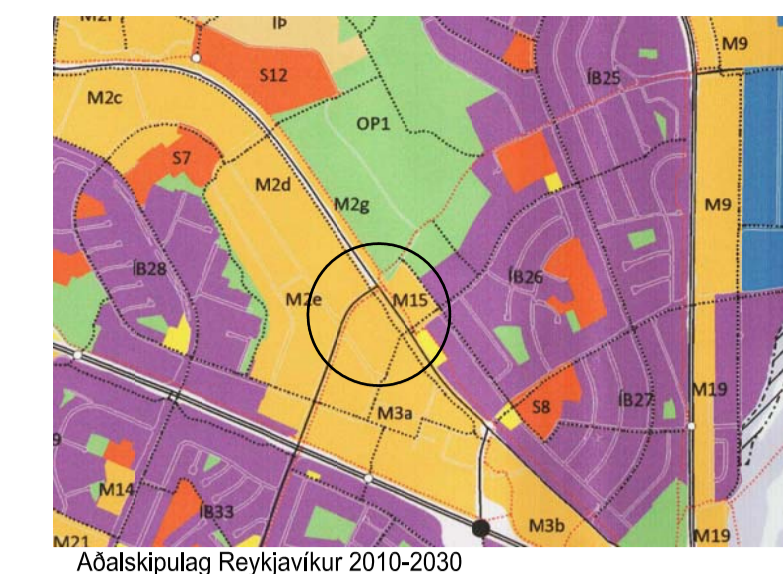 M2f
ÍÞ
M9
S12
ÍB25
M2c
OP1
S7
M2d
M2g
M9
ÍB28
ÍB26
M2e
M15
M3a
S8
ÍB27
M19
9
M14
ÍB33
M3b
M21
M19
Aðalskipulag Reykjavíkur 2010-2030